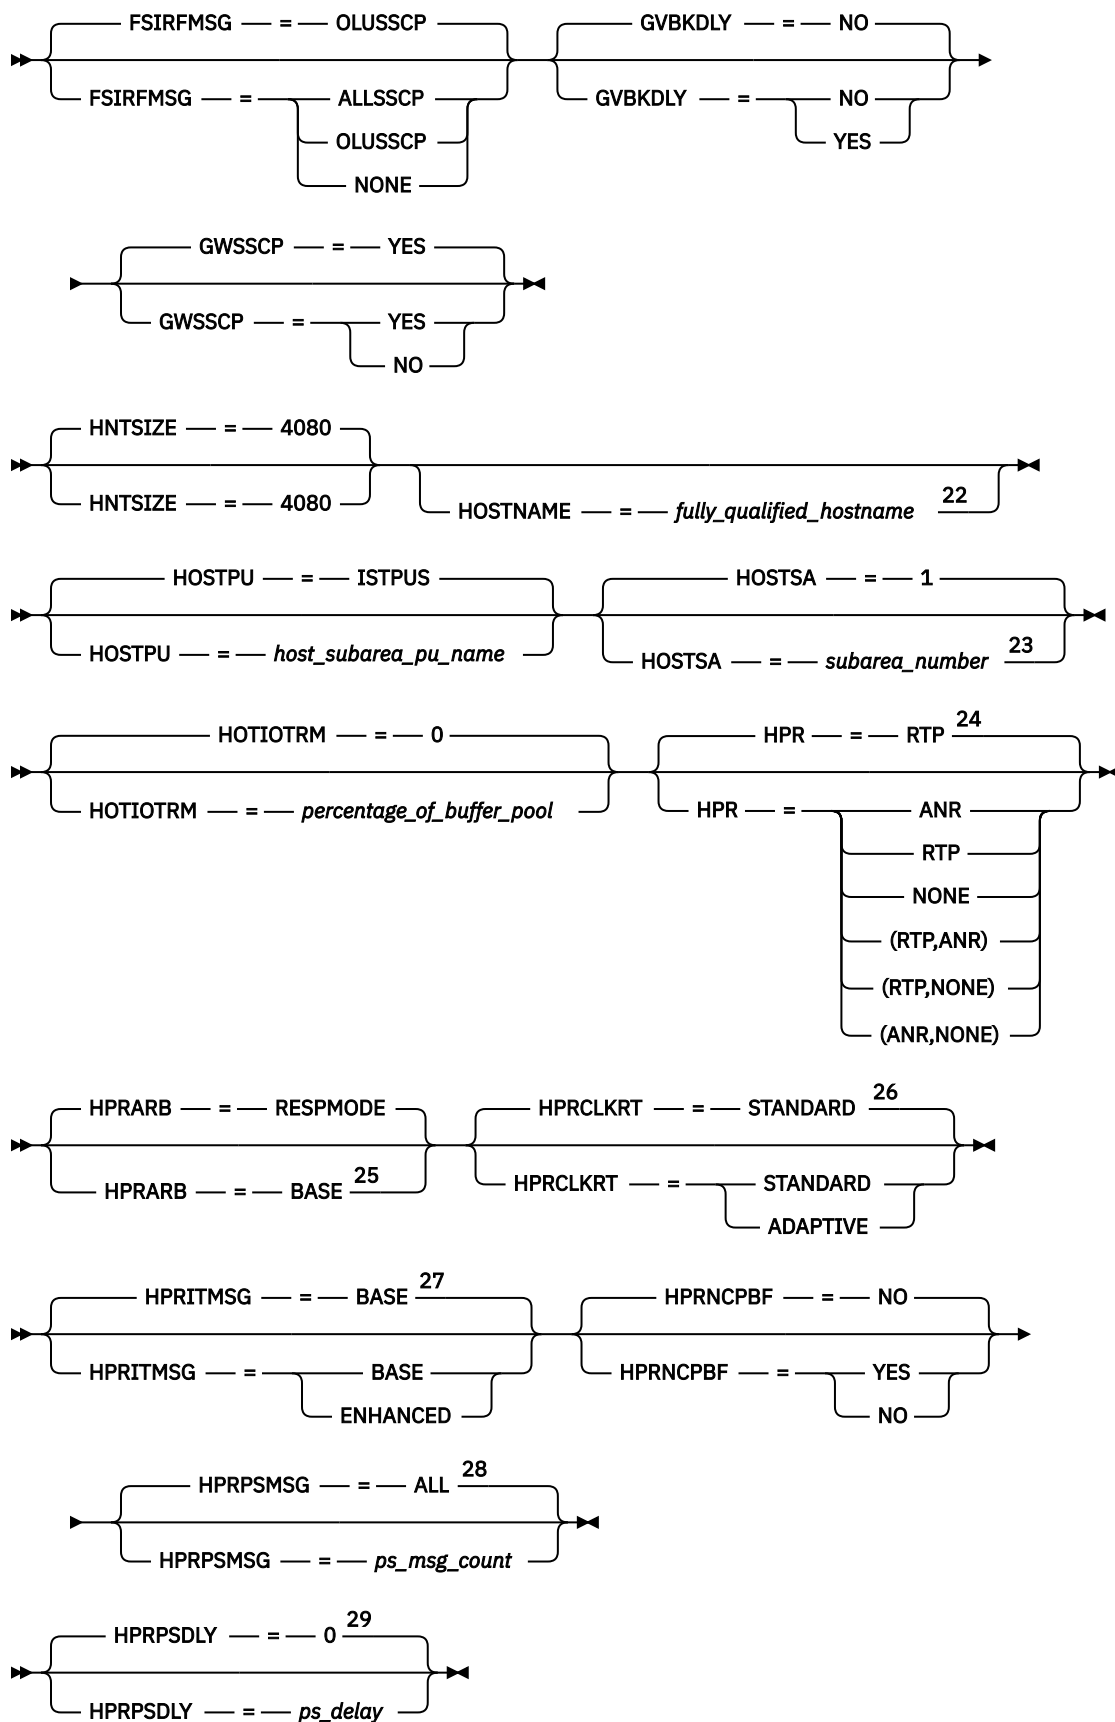 FSIRFMSG = OLUSSCP GVBKDLY = NO
FSIRFMSG = ALLSSCP GVBKDLY = NO
OLUSSCP YES
NONE
GWSSCP = YES
GWSSCP = YES
NO
HNTSIZE = 4080
HNTSIZE = 4080 HOSTNAME = fully_qualified_hostname 22
HOSTPU = ISTPUS HOSTSA = 1
HOSTPU = host_subarea_pu_name HOSTSA = subarea_number 23
HOTIOTRM = 0 HPR = RTP 24
HOTIOTRM = percentage_of_buffer_pool HPR = ANR
RTP
NONE
(RTP,ANR)
(RTP,NONE)
(ANR,NONE)
HPRARB = RESPMODE HPRCLKRT = STANDARD 26
HPRARB = BASE 25 HPRCLKRT = STANDARD
ADAPTIVE
HPRITMSG = BASE 27 HPRNCPBF = NO
HPRITMSG = BASE HPRNCPBF = YES
ENHANCED NO
HPRPSMSG = ALL 28
HPRPSMSG = ps_msg_count
HPRPSDLY = 0 29
HPRPSDLY = ps_delay